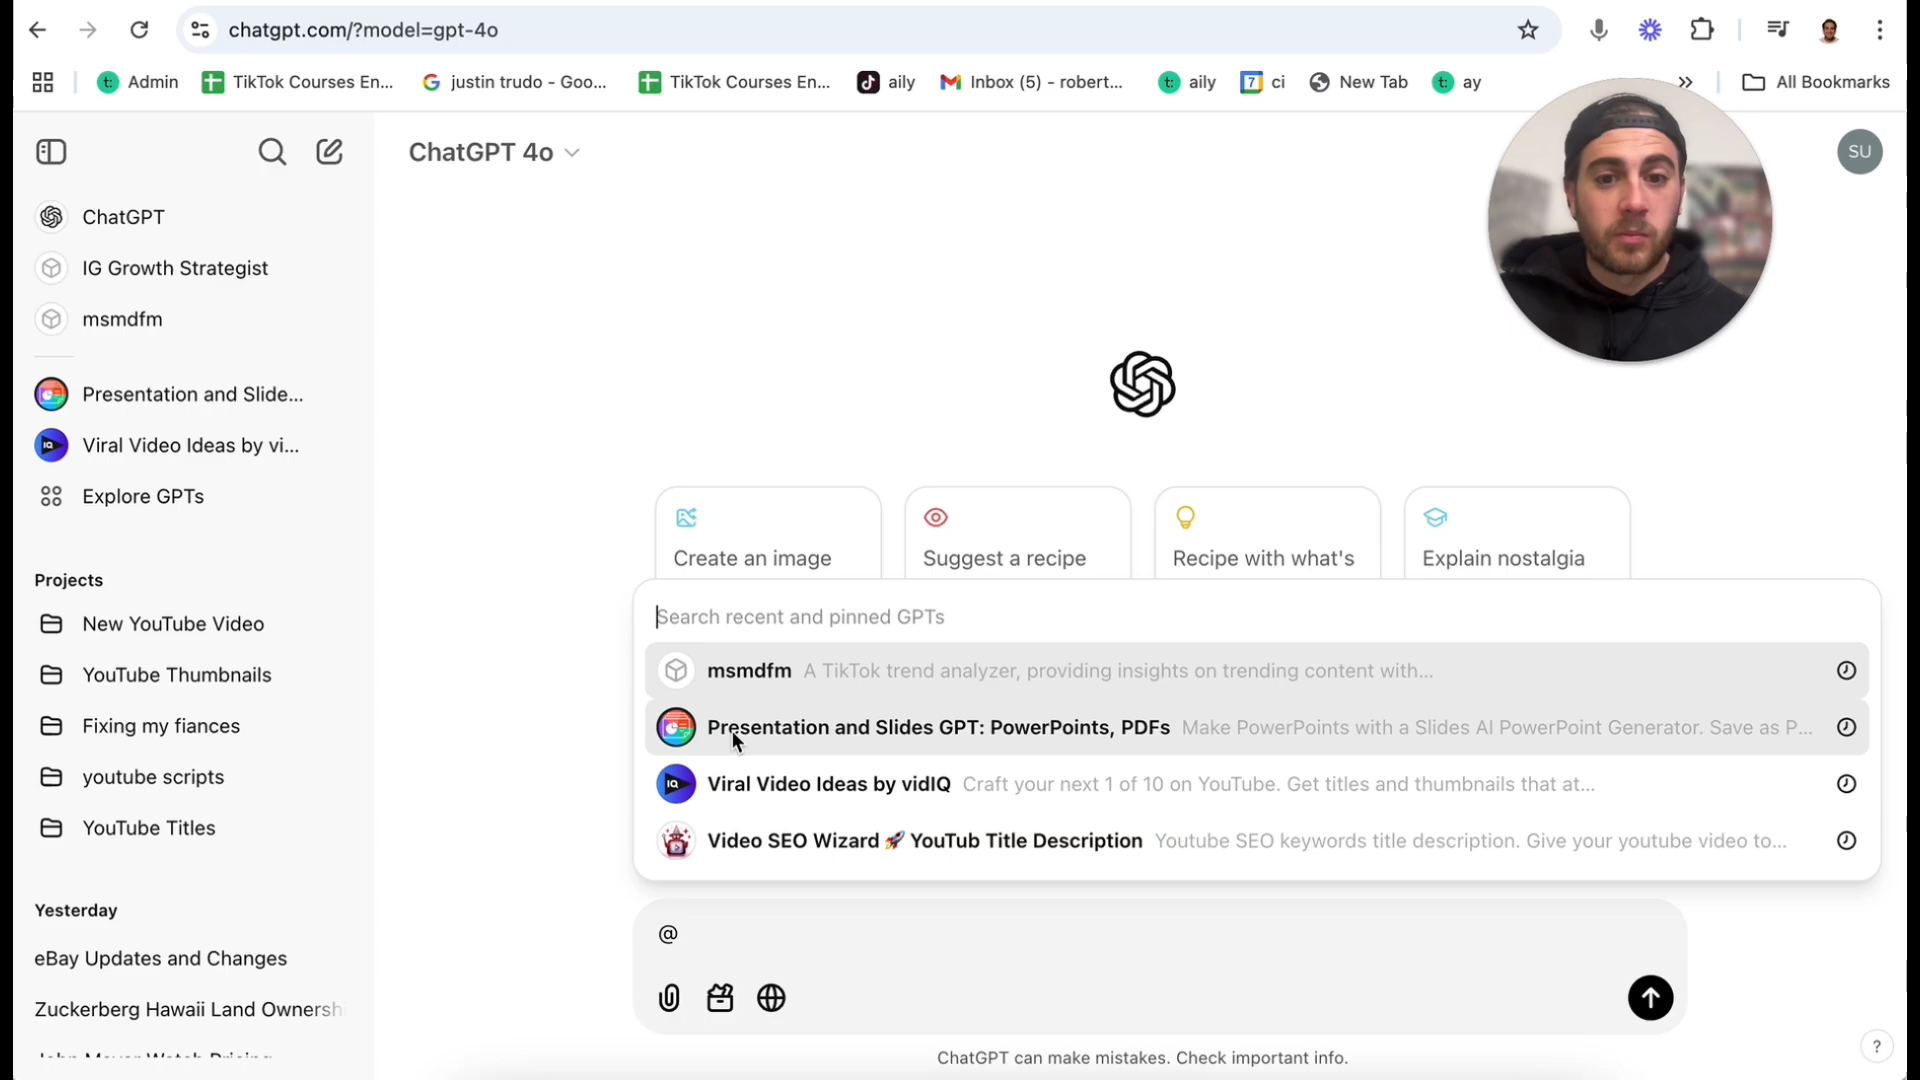 chatgpt.com/?model=gpt-4o
Admin
TikTok Courses En...
justin trudo - Goo...
TikTok Courses En...
aily
Inbox (5) - robert...
aily
7
ci
New Tab
ay
All Bookmarks
ChatGPT 4o
SU
ChatGPT
IG Growth Strategist
msmdfm
Presentation and Slide...
Viral Video Ideas by vi...
Explore GPTs
Projects
New YouTube Video
YouTube Thumbnails
Fixing my fiances
youtube scripts
YouTube Titles
Yesterday
eBay Updates and Changes
Zuckerberg Hawaii Land Ownersh
Create an image
Suggest a recipe
Recipe with what's
Explain nostalgia
Search recent and pinned GPTs
msmdfm A TikTok trend analyzer, providing insights on trending content with...
Presentation and Slides GPT: PowerPoints, PDFs Make PowerPoints with a Slides AI PowerPoint Generator. Save as P...
Viral Video Ideas by vidIQ Craft your next 1 of 10 on YouTube. Get titles and thumbnails that at...
Video SEO Wizard 🚀 YouTub Title Description Youtube SEO keywords title description. Give your youtube video to...
@
ChatGPT can make mistakes. Check important info.
?